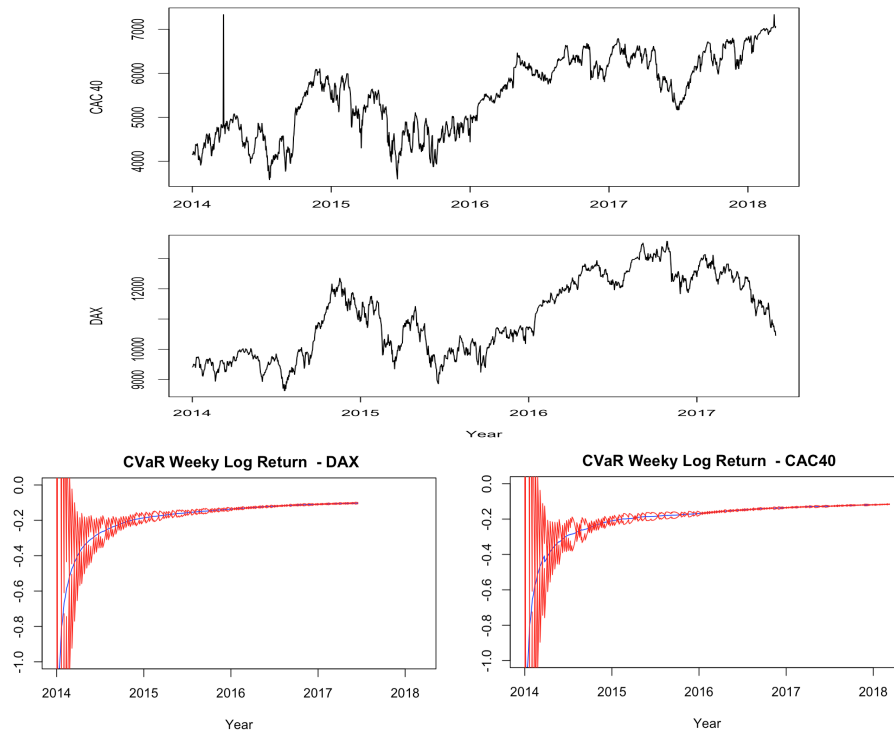 CAC 40
7000
6000
5000
4000
2014 2015 2016 2017 2018
DAX
12000
10000
9000
2014 2015 2016 2017
Year
CVaR Weeky Log Return - DAX
0.0
-0.2
-0.4
-0.6
-0.8
-1.0
2014 2015 2016 2017 2018
Year
CVaR Weeky Log Return - CAC40
0.0
-0.2
-0.4
-0.6
-0.8
-1.0
2014 2015 2016 2017 2018
Year